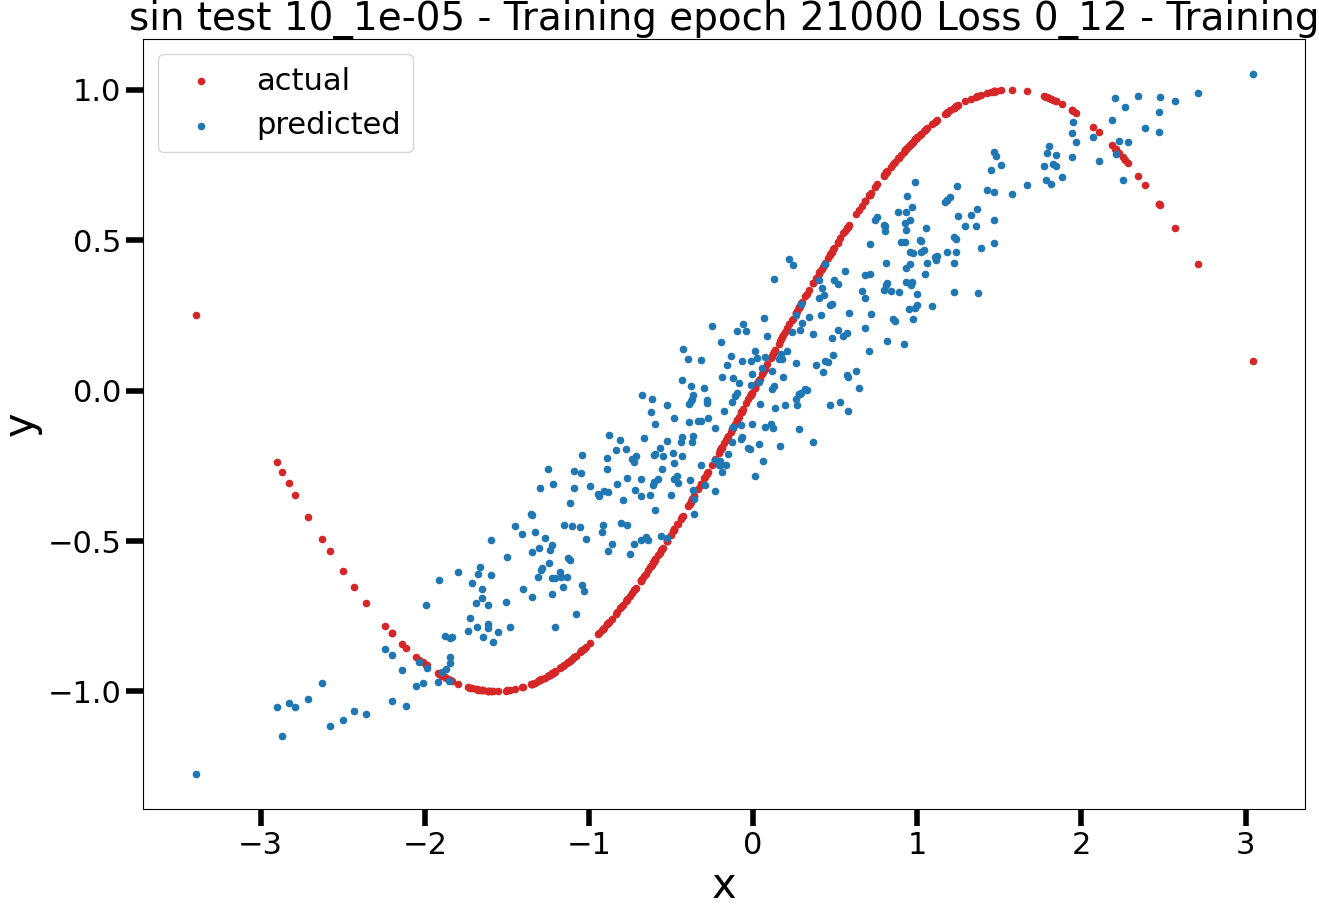 sin test 10_1e-05 - Training epoch 21000 Loss 0_12 - Training
actual
predicted
1.0
0.5
0.0
−0.5
−1.0
y
−3
−2
−1
0
1
2
3
x